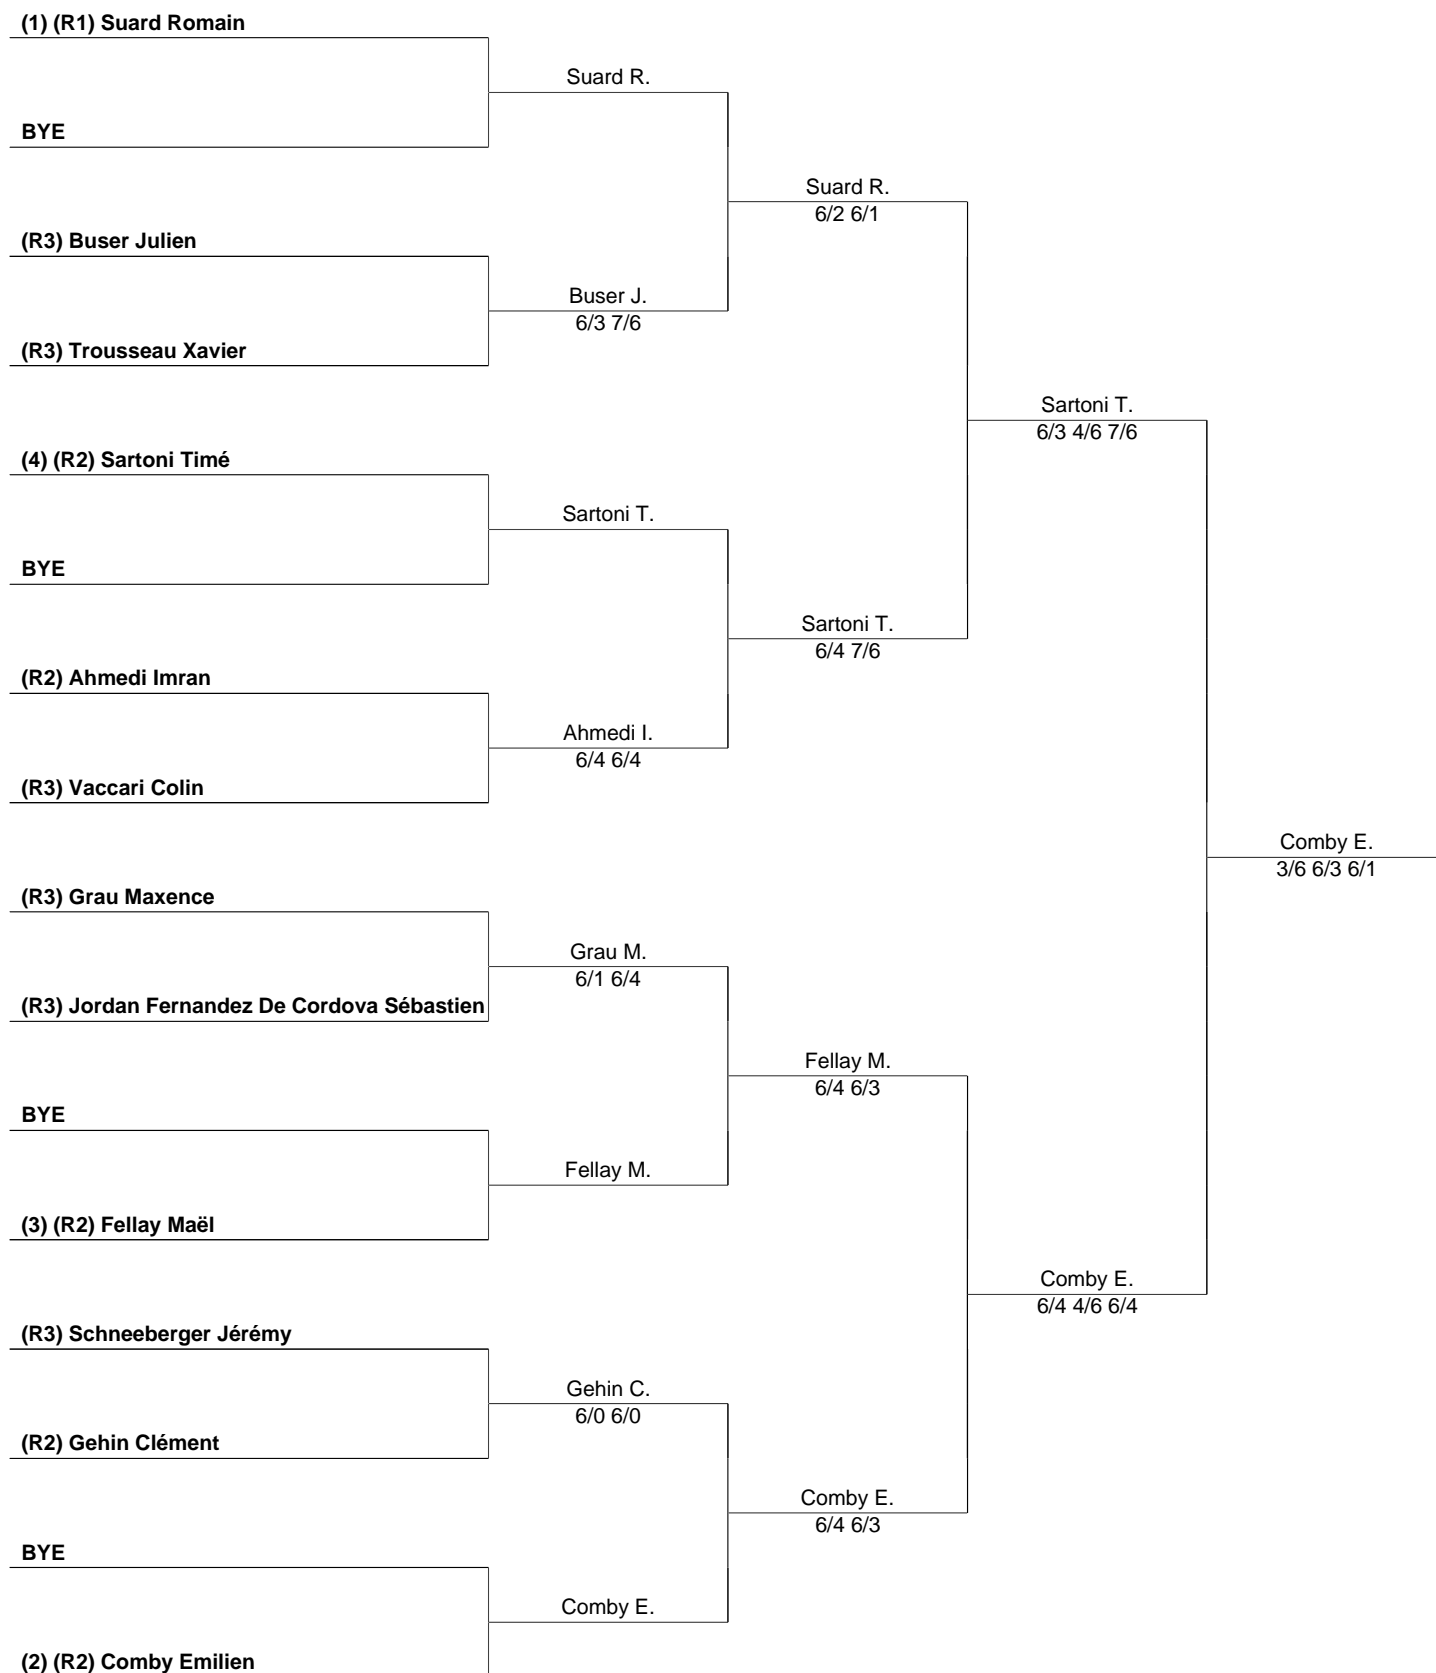 (1) (R1) Suard Romain
Suard R.
BYE
Suard R.
6/2 6/1
(R3) Buser Julien
Buser J.
6/3 7/6
(R3) Trousseau Xavier
Sartoni T.
6/3 4/6 7/6
(4) (R2) Sartoni Timé
Sartoni T.
BYE
Sartoni T.
6/4 7/6
(R2) Ahmedi Imran
Ahmedi I.
6/4 6/4
(R3) Vaccari Colin
Comby E.
3/6 6/3 6/1
(R3) Grau Maxence
Grau M.
6/1 6/4
(R3) Jordan Fernandez De Cordova Sébastien
Fellay M.
6/4 6/3
BYE
Fellay M.
(3) (R2) Fellay Maël
Comby E.
6/4 4/6 6/4
(R3) Schneeberger Jérémy
Gehin C.
6/0 6/0
(R2) Gehin Clément
Comby E.
6/4 6/3
BYE
Comby E.
(2) (R2) Comby Emilien